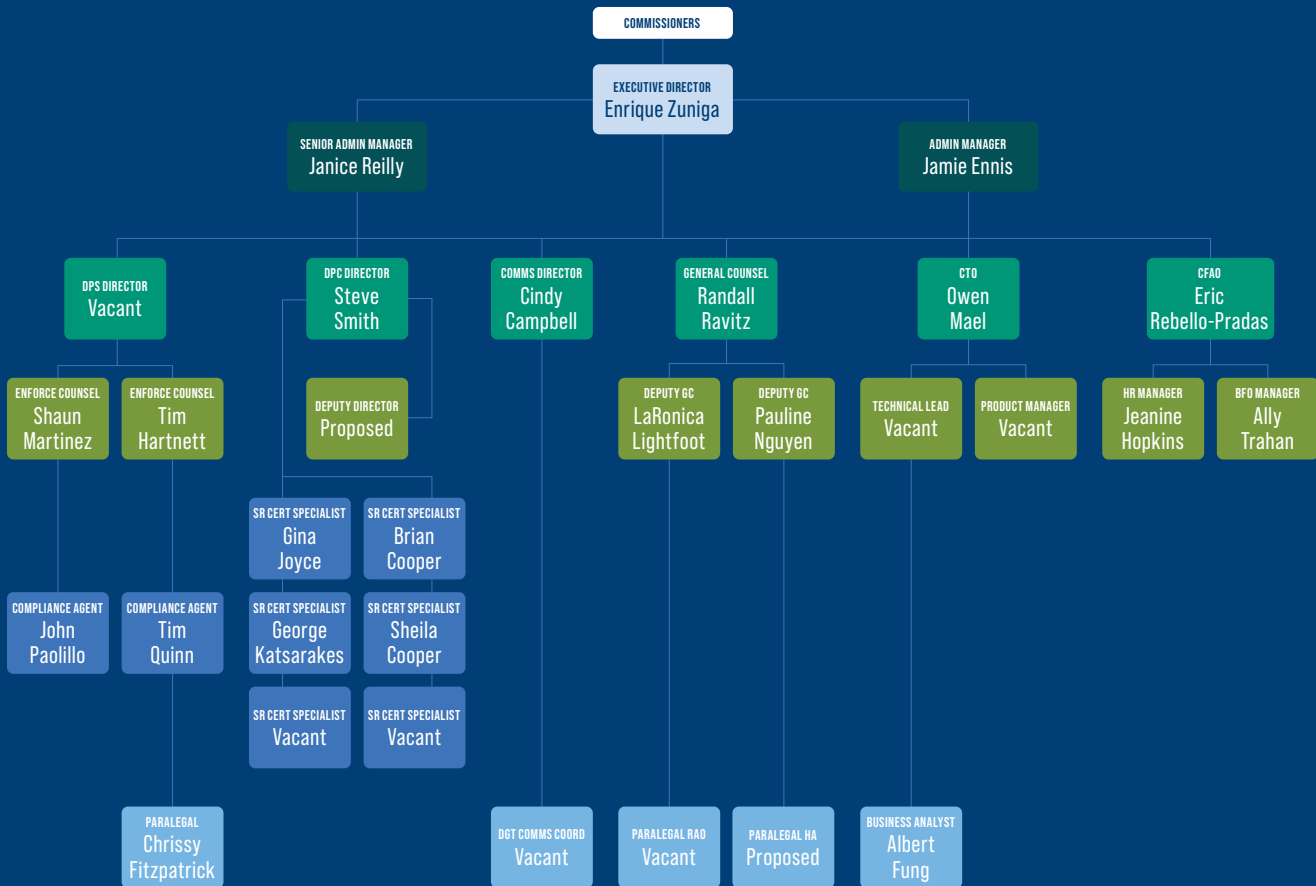 COMMISSIONERS
EXECUTIVE DIRECTOR
Enrique Zuniga
SENIOR ADMIN MANAGER
Janice Reilly
ADMIN MANAGER
Jamie Ennis
DPS DIRECTOR
Vacant
DPC DIRECTOR
Steve
Smith
COMMS DIRECTOR
Cindy
Campbell
GENERAL COUNSEL
Randall
Ravitz
CTO
Owen
Mael
CFAO
Eric
Rebello-Pradas
ENFORCE COUNSEL
Shaun
Martinez
ENFORCE COUNSEL
Tim
Hartnett
DEPUTY DIRECTOR
Proposed
DEPUTY GC
LaRonica
Lightfoot
DEPUTY GC
Pauline
Nguyen
TECHNICAL LEAD
Vacant
PRODUCT MANAGER
Vacant
HR MANAGER
Jeanine
Hopkins
BFO MANAGER
Ally
Trahan
SR CERT SPECIALIST
Gina
Joyce
SR CERT SPECIALIST
Brian
Cooper
COMPLIANCE AGENT
John
Paolillo
COMPLIANCE AGENT
Tim
Quinn
SR CERT SPECIALIST
George
Katsarakes
SR CERT SPECIALIST
Sheila
Cooper
SR CERT SPECIALIST
Vacant
SR CERT SPECIALIST
Vacant
PARALEGAL
Chrissy
Fitzpatrick
DGT COMMS COORD
Vacant
PARALEGAL RAO
Vacant
PARALEGAL HA
Proposed
BUSINESS ANALYST
Albert
Fung